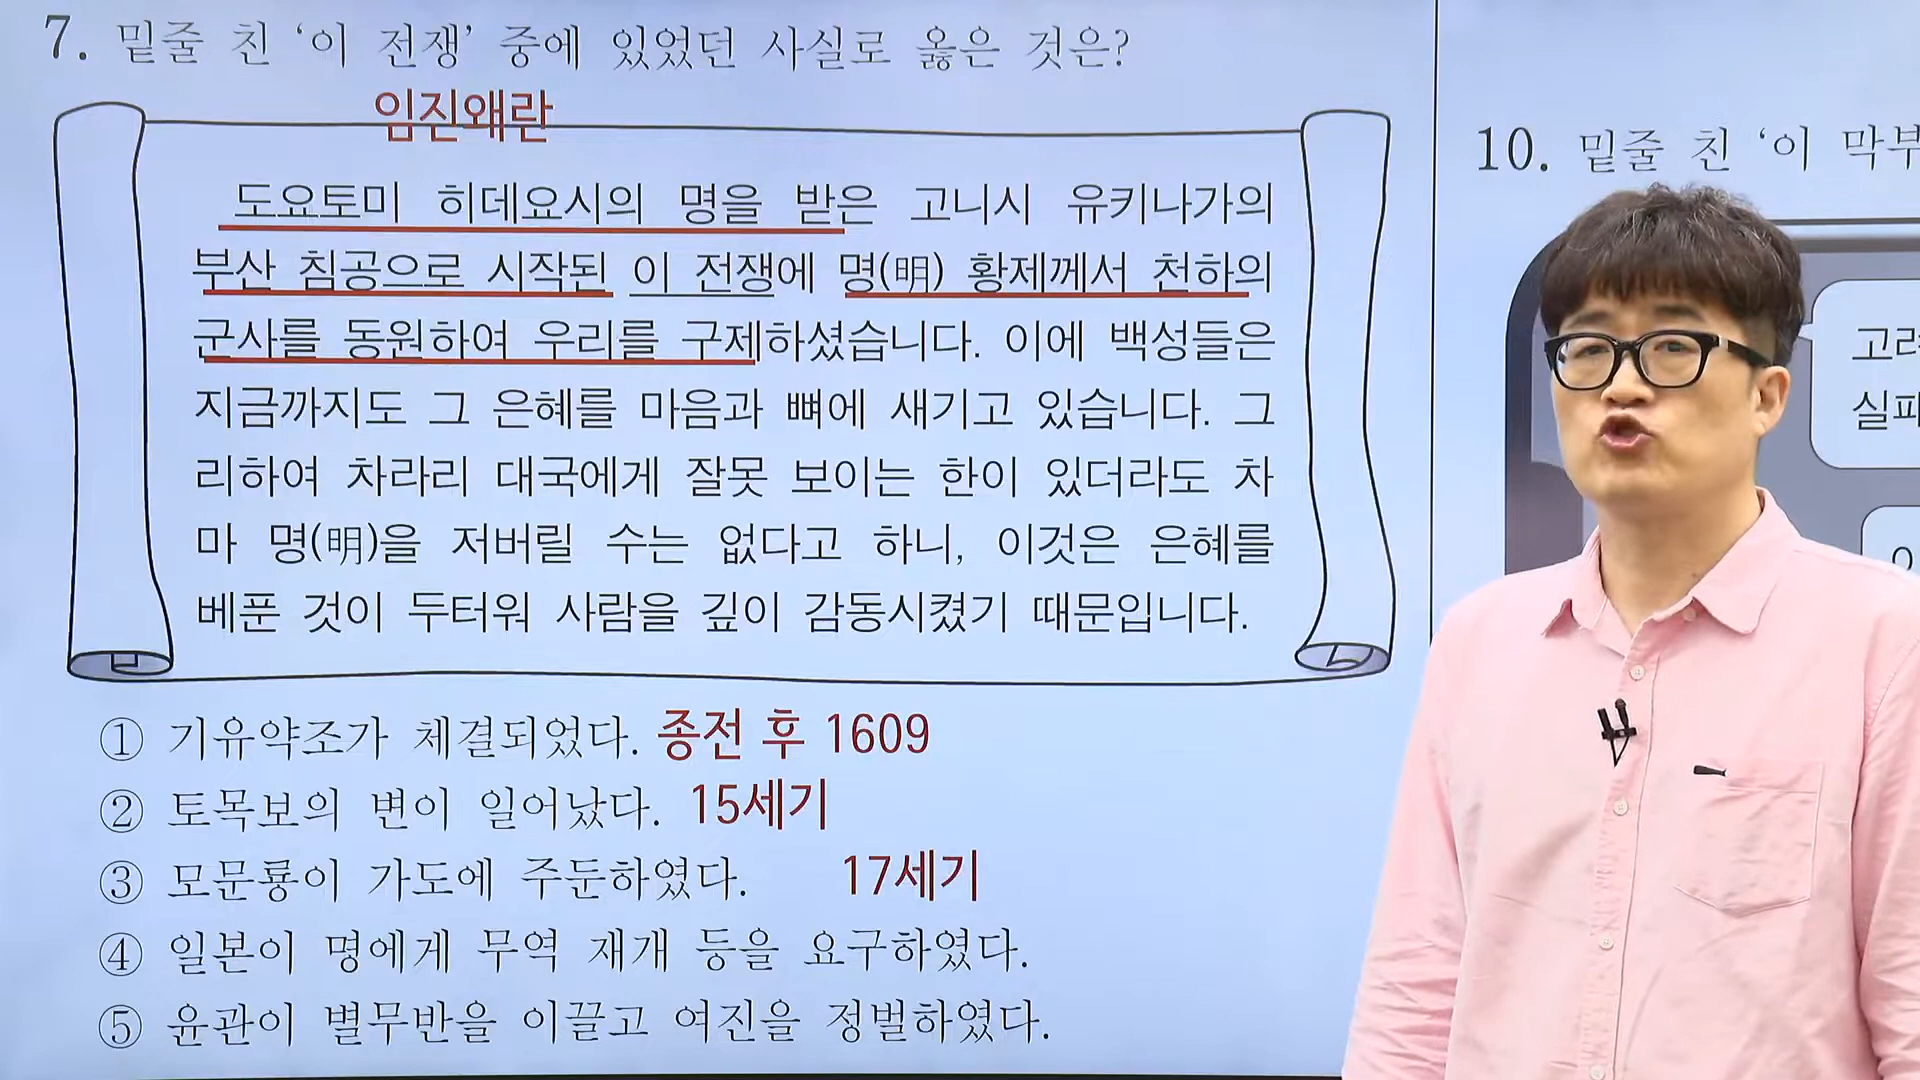 7. 밑줄 친 ‘이 전쟁’ 중에 있었던 사실로 옳은 것은?
임진왜란
도요토미 히데요시의 명을 받은 고니시 유키나가의
부산 침공으로 시작된 이 전쟁에 명(明) 황제께서 천하의
군사를 동원하여 우리를 구제하셨습니다. 이에 백성들은
지금까지도 그 은혜를 마음과 뼈에 새기고 있습니다. 그
리하여 차라리 대국에게 잘못 보이는 한이 있더라도 차
마 명(明)을 저버릴 수는 없다고 하니, 이것은 은혜를
베푼 것이 두터워 사람을 깊이 감동시켰기 때문입니다.
① 기유약조가 체결되었다. 종전 후 1609
② 토목보의 변이 일어났다. 15세기
③ 모문룡이 가도에 주둔하였다. 17세기
④ 일본이 명에게 무역 재개 등을 요구하였다.
⑤ 윤관이 별무반을 이끌고 여진을 정벌하였다.
10. 밑줄 친 ‘이 막부
고려
실패